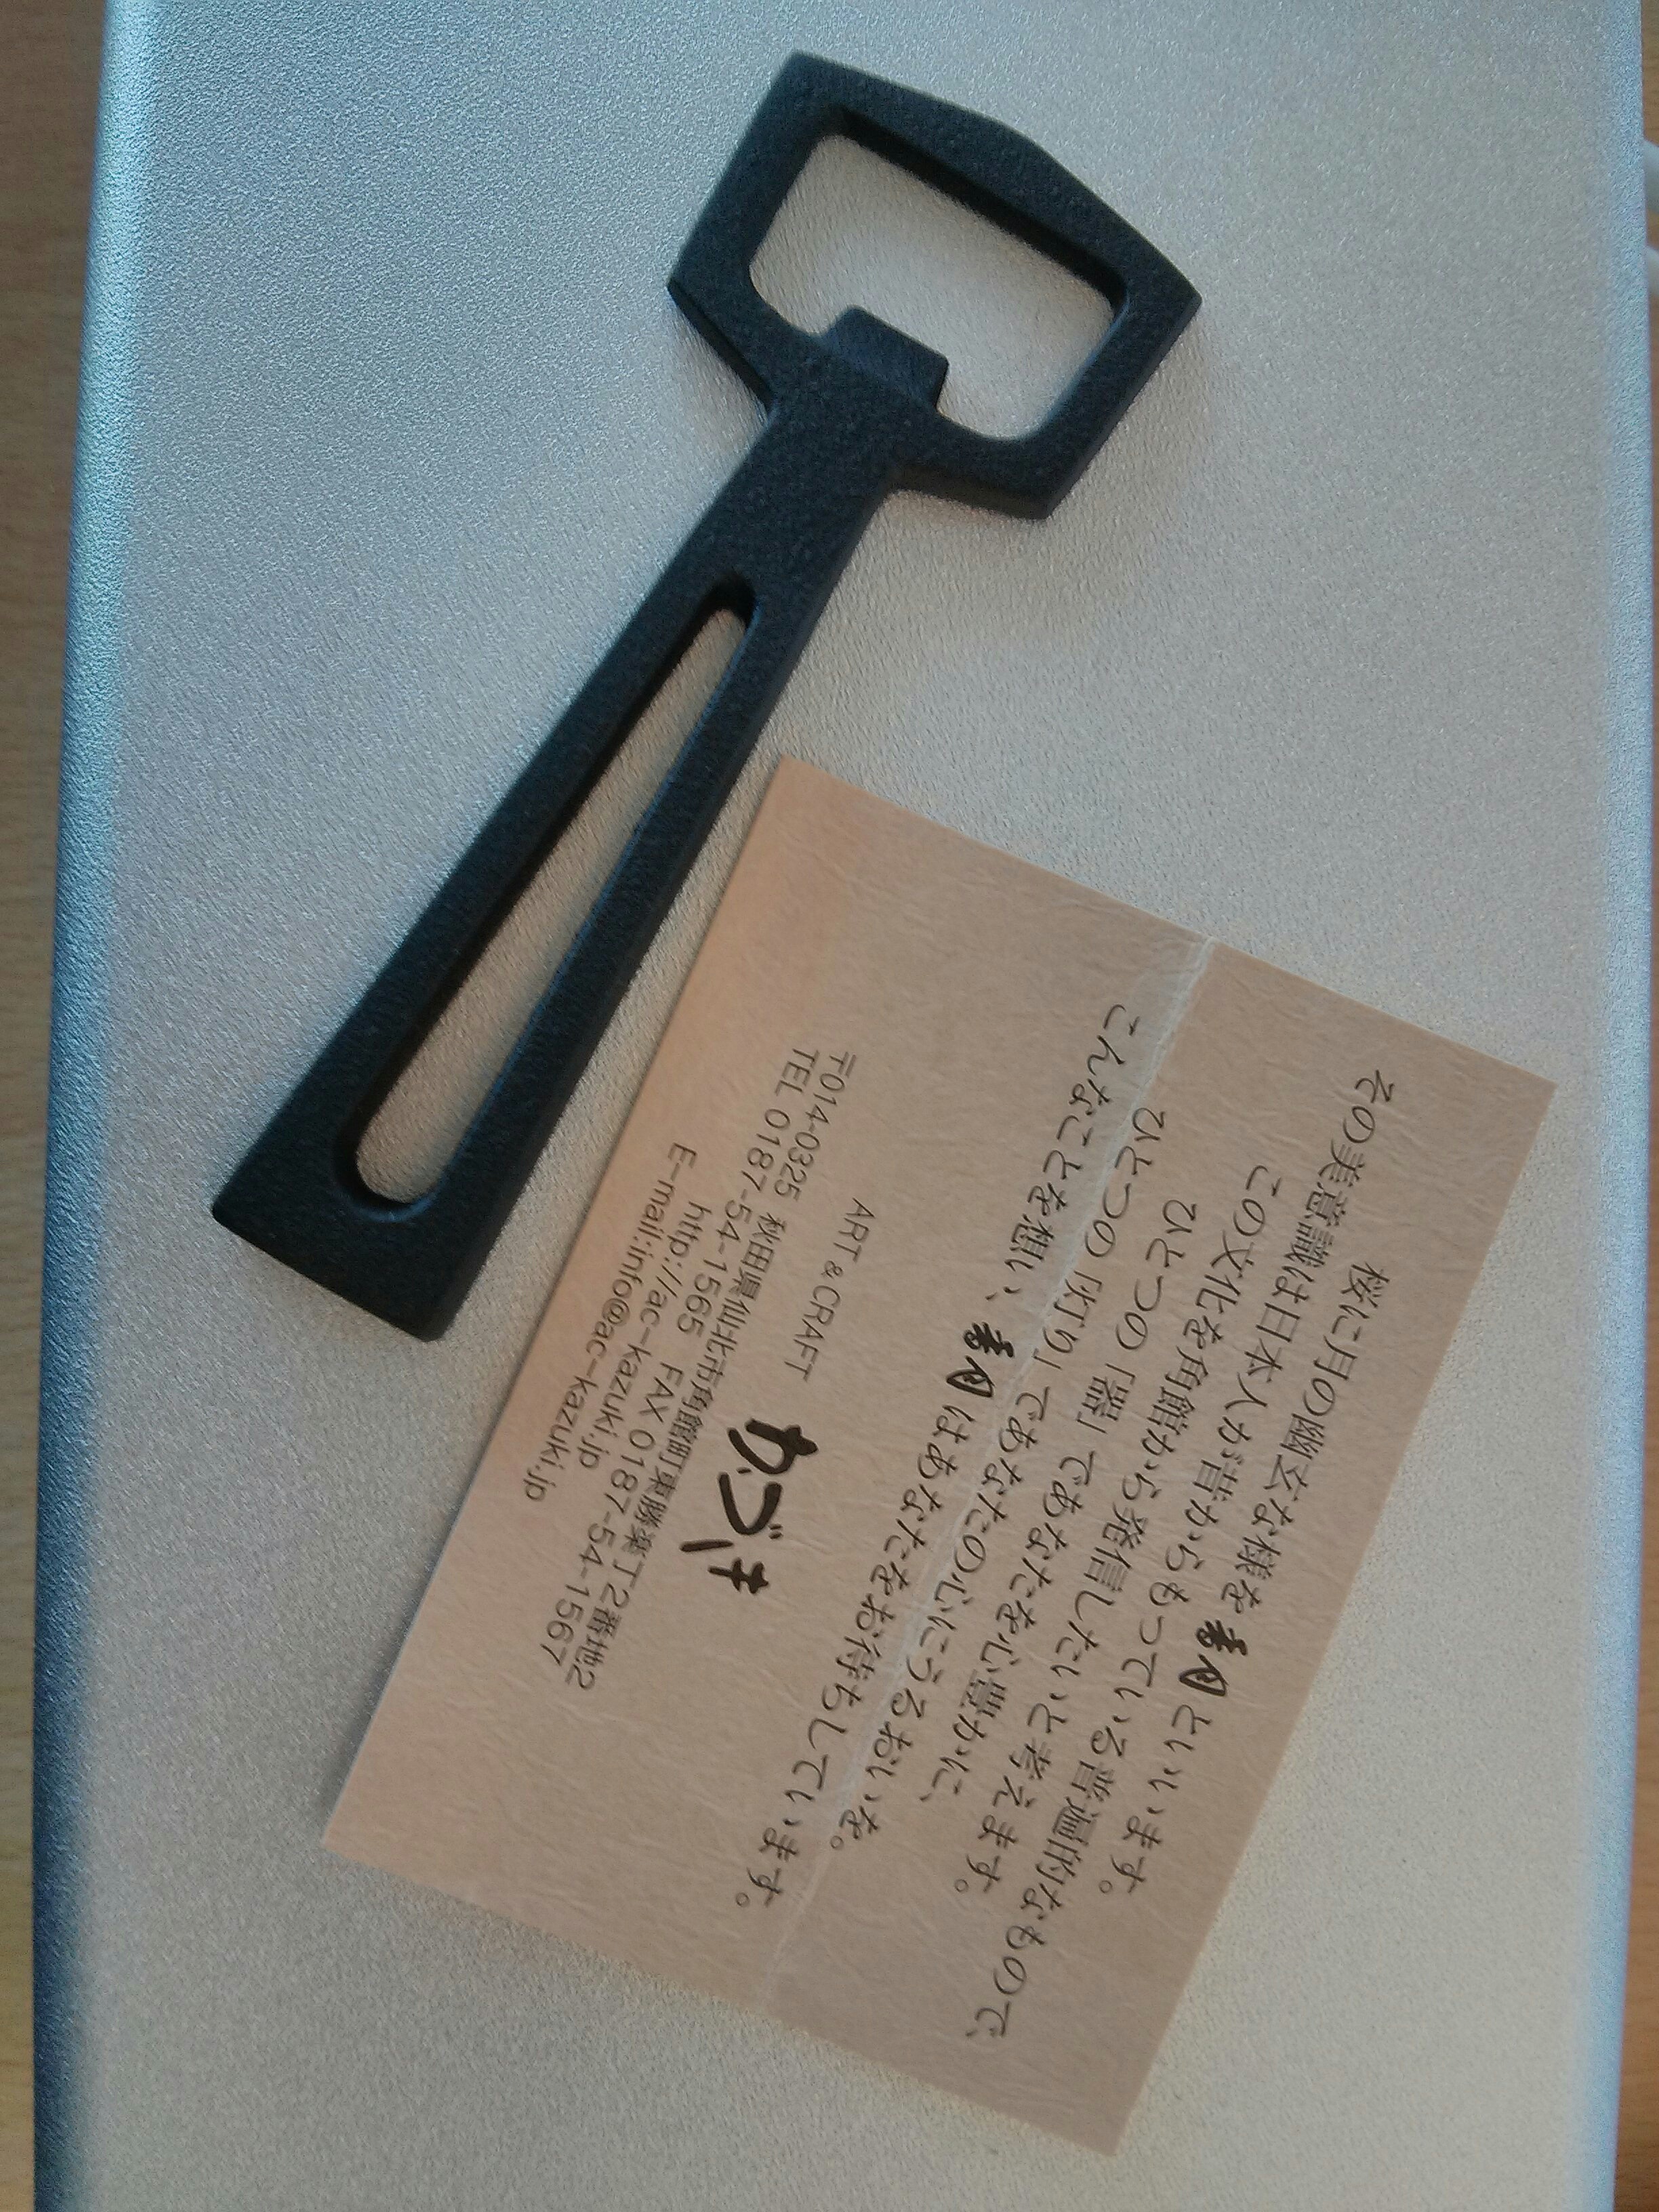 桜に月の幽玄な様を香月といいます。
その美意識は日本人が昔からもっている普遍的なもので、
この文化を角館から発信したいと考えます。
ひとつの「器」であなたを心豊かに、
ひとつの「灯り」であなたの心にうるおいを。
こんなことを想い、香月はあなたをお待ちしています。
ART & CRAFT かづき
〒014-0325 秋田県仙北市角館町東勝楽丁2番地2
TEL 0187-54-1565 FAX 0187-54-1567
http://ac-kazuki.jp
E-mail:info@ac-kazuki.jp